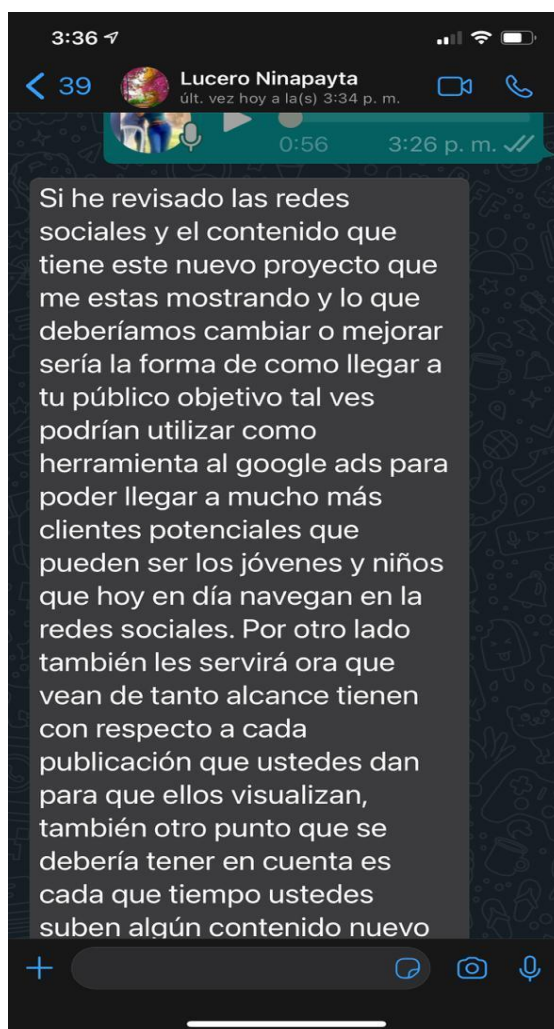 3:36
39
Lucero Ninapayta
últ. vez hoy a la(s) 3:34 p. m.
0:56 3:26 p. m.
Si he revisado las redes
sociales y el contenido que
tiene este nuevo proyecto que
me estas mostrando y lo que
deberíamos cambiar o mejorar
sería la forma de como llegar a
tu público objetivo tal ves
podrían utilizar como
herramienta al google ads para
poder llegar a mucho más
clientes potenciales que
pueden ser los jóvenes y niños
que hoy en día navegan en la
redes sociales. Por otro lado
también les servirá ora que
vean de tanto alcance tienen
con respecto a cada
publicación que ustedes dan
para que ellos visualizan,
también otro punto que se
debería tener en cuenta es
cada que tiempo ustedes
suben algún contenido nuevo